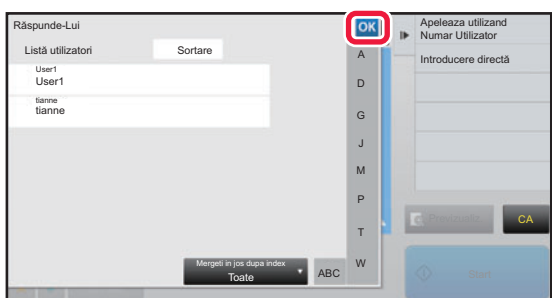 Răspunde-Lui
OK
Apeleaza utilizand
Numar Utilizator
Listă utilizatori
Sortare
A
Introducere directă
User1
User1
D
tianne
tianne
G
J
M
P
CA
T
Mergeti in jos dupa index
Toate
ABC
W
Start